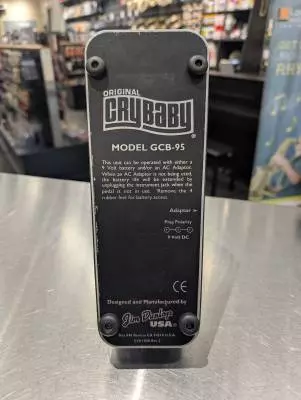 ORIGINAL
CRYBABY
MODEL GCB-95
This unit can be operated with either a
9 Volt battery and/or an AC Adaptor.
When an AC Adaptor is not being used,
the battery life will be extended by
unplugging the instrument jack when the
pedal is not in use. Remove the 4
rubber feet for battery access.
Adaptor >
Plug Polarity
9 Volt DC
CE
Designed and Manufactured by
Jim Dunlop
USA